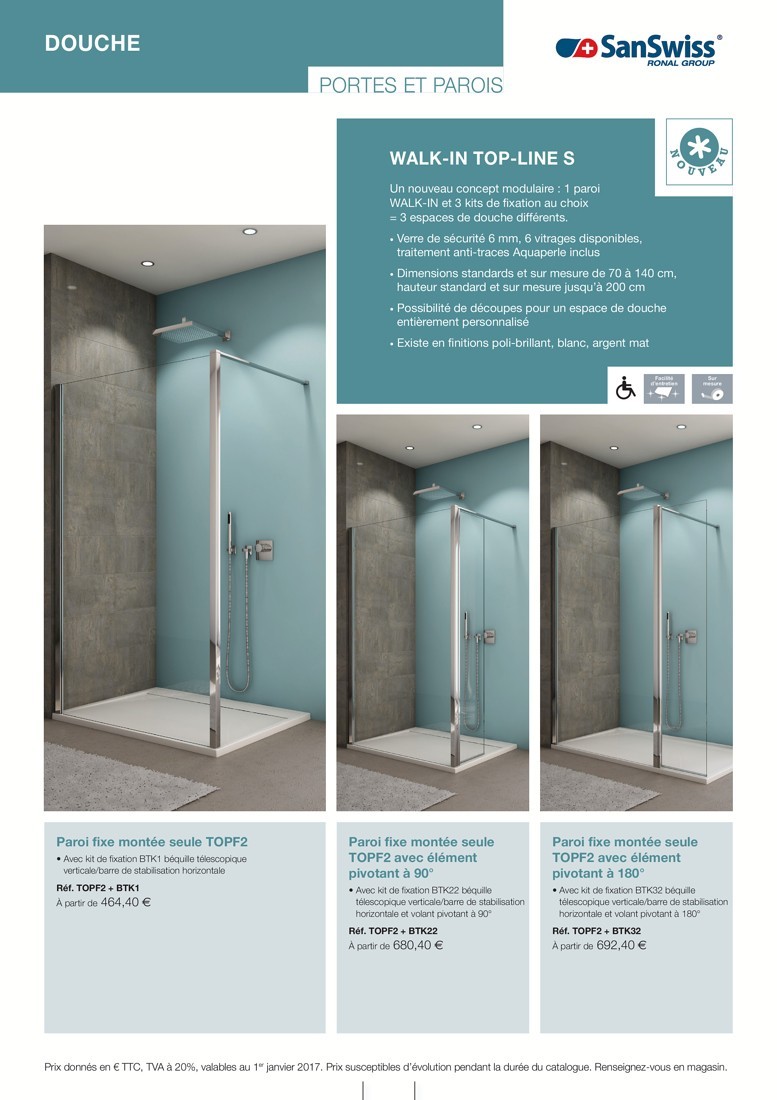 DOUCHE
SanSwiss®
RONAL GROUP
PORTES ET PAROIS
NOUVEAU
WALK-IN TOP-LINE S
Un nouveau concept modulaire : 1 paroi
WALK-IN et 3 kits de fixation au choix
= 3 espaces de douche différents.
• Verre de sécurité 6 mm, 6 vitrages disponibles,
traitement anti-traces Aquaperle inclus
• Dimensions standards et sur mesure de 70 à 140 cm,
hauteur standard et sur mesure jusqu'à 200 cm
• Possibilité de découpes pour un espace de douche
entièrement personnalisé
• Existe en finitions poli-brillant, blanc, argent mat
Facilité
d'entretien
Sur
mesure
Paroi fixe montée seule TOPF2
• Avec kit de fixation BTK1 béquille télescopique
verticale/barre de stabilisation horizontale
Réf. TOPF2 + BTK1
À partir de 464,40 €
Paroi fixe montée seule
TOPF2 avec élément
pivotant à 90°
• Avec kit de fixation BTK22 béquille
télescopique verticale/barre de stabilisation
horizontale et volant pivotant à 90°
Réf. TOPF2 + BTK22
À partir de 680,40 €
Paroi fixe montée seule
TOPF2 avec élément
pivotant à 180°
• Avec kit de fixation BTK32 béquille
télescopique verticale/barre de stabilisation
horizontale et volant pivotant à 180°
Réf. TOPF2 + BTK32
À partir de 692,40 €
Prix donnés en € TTC, TVA à 20%, valables au 1er janvier 2017. Prix susceptibles d'évolution pendant la durée du catalogue. Renseignez-vous en magasin.